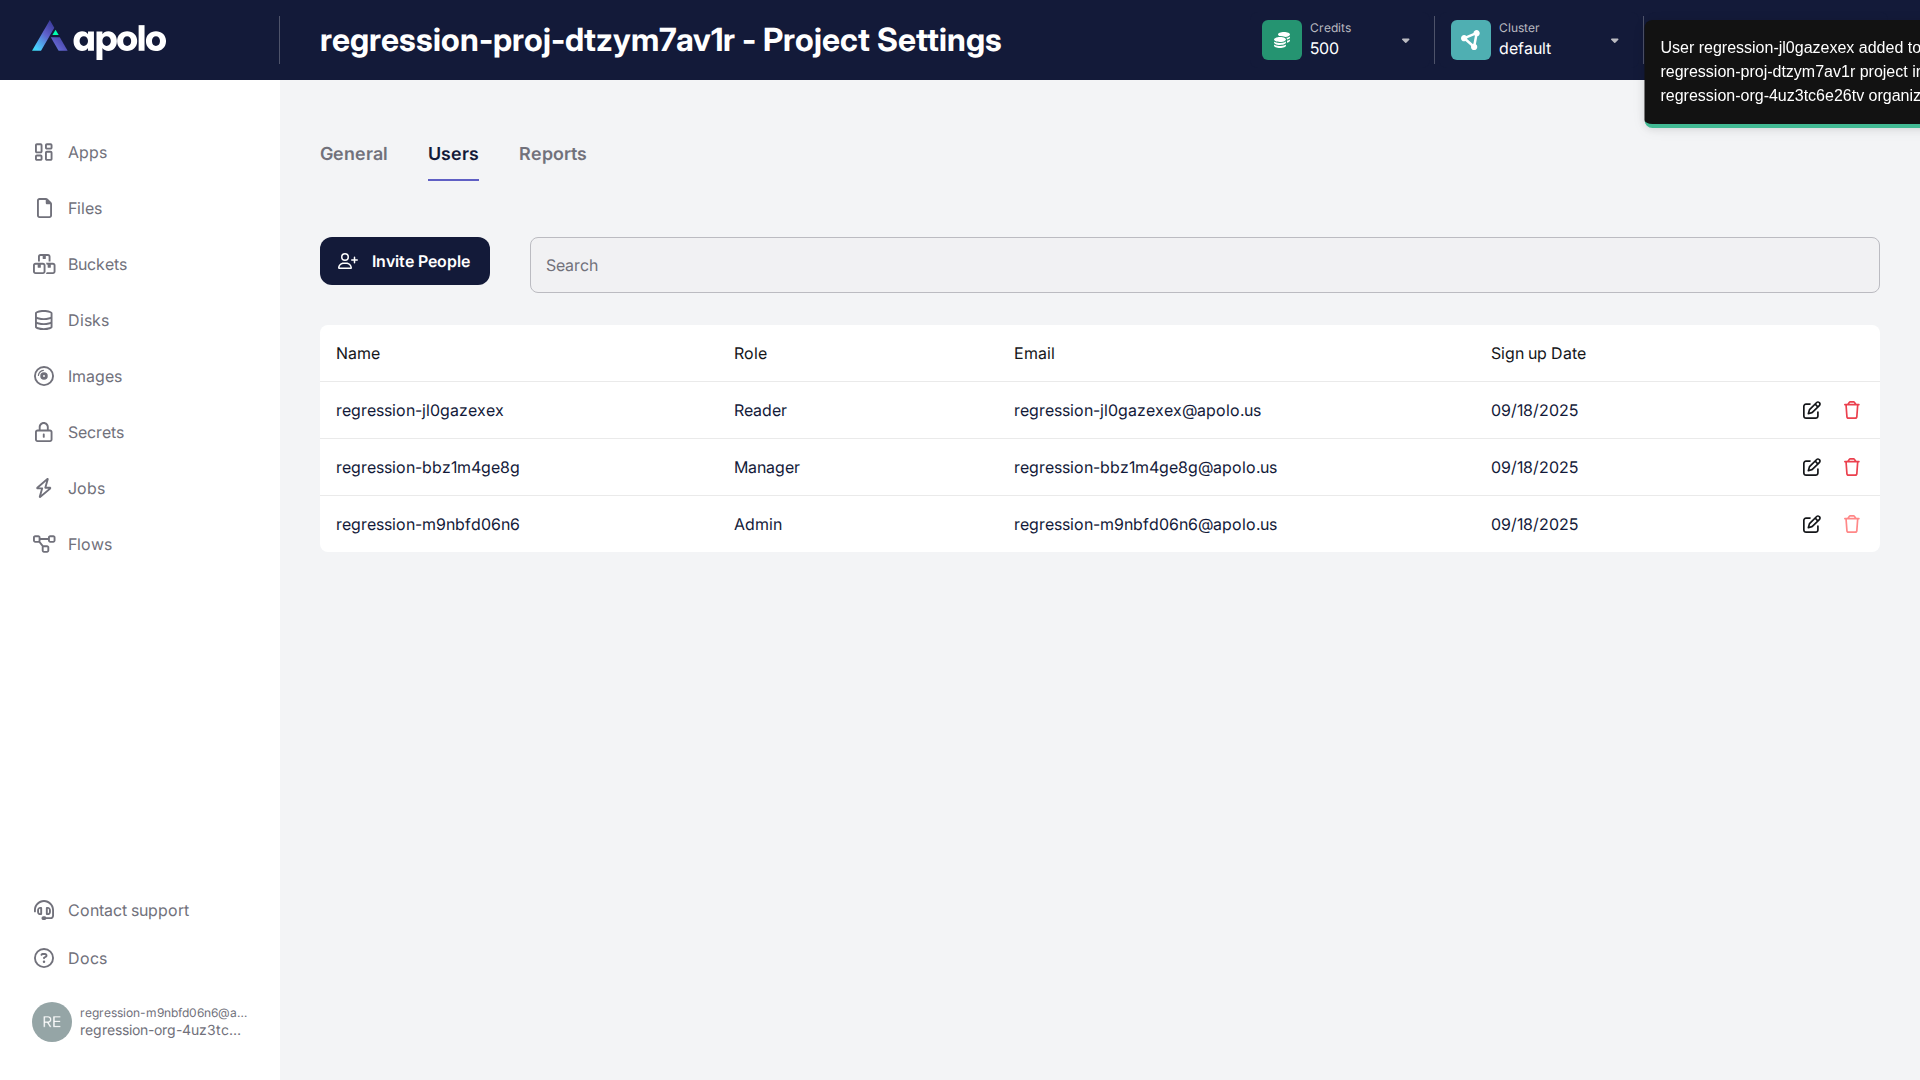 apolo
regression-proj-dtzym7av1r - Project Settings
Credits
500
Cluster
default
User regression-jl0gazexex added to
regression-proj-dtzym7av1r project
regression-org-4uz3tc6e26tv
Apps
Files
Buckets
Disks
Images
Secrets
Jobs
Flows
General
Users
Reports
Invite People
Search
Name Role Email Sign up Date
regression-jl0gazexex Reader regression-jl0gazexex@apolo.us 09/18/2025
regression-bbz1m4ge8g Manager regression-bbz1m4ge8g@apolo.us 09/18/2025
regression-m9nbfd06n6 Admin regression-m9nbfd06n6@apolo.us 09/18/2025
Contact support
Docs
RE
regression-m9nbfd06n6@a...
regression-org-4uz3tc...